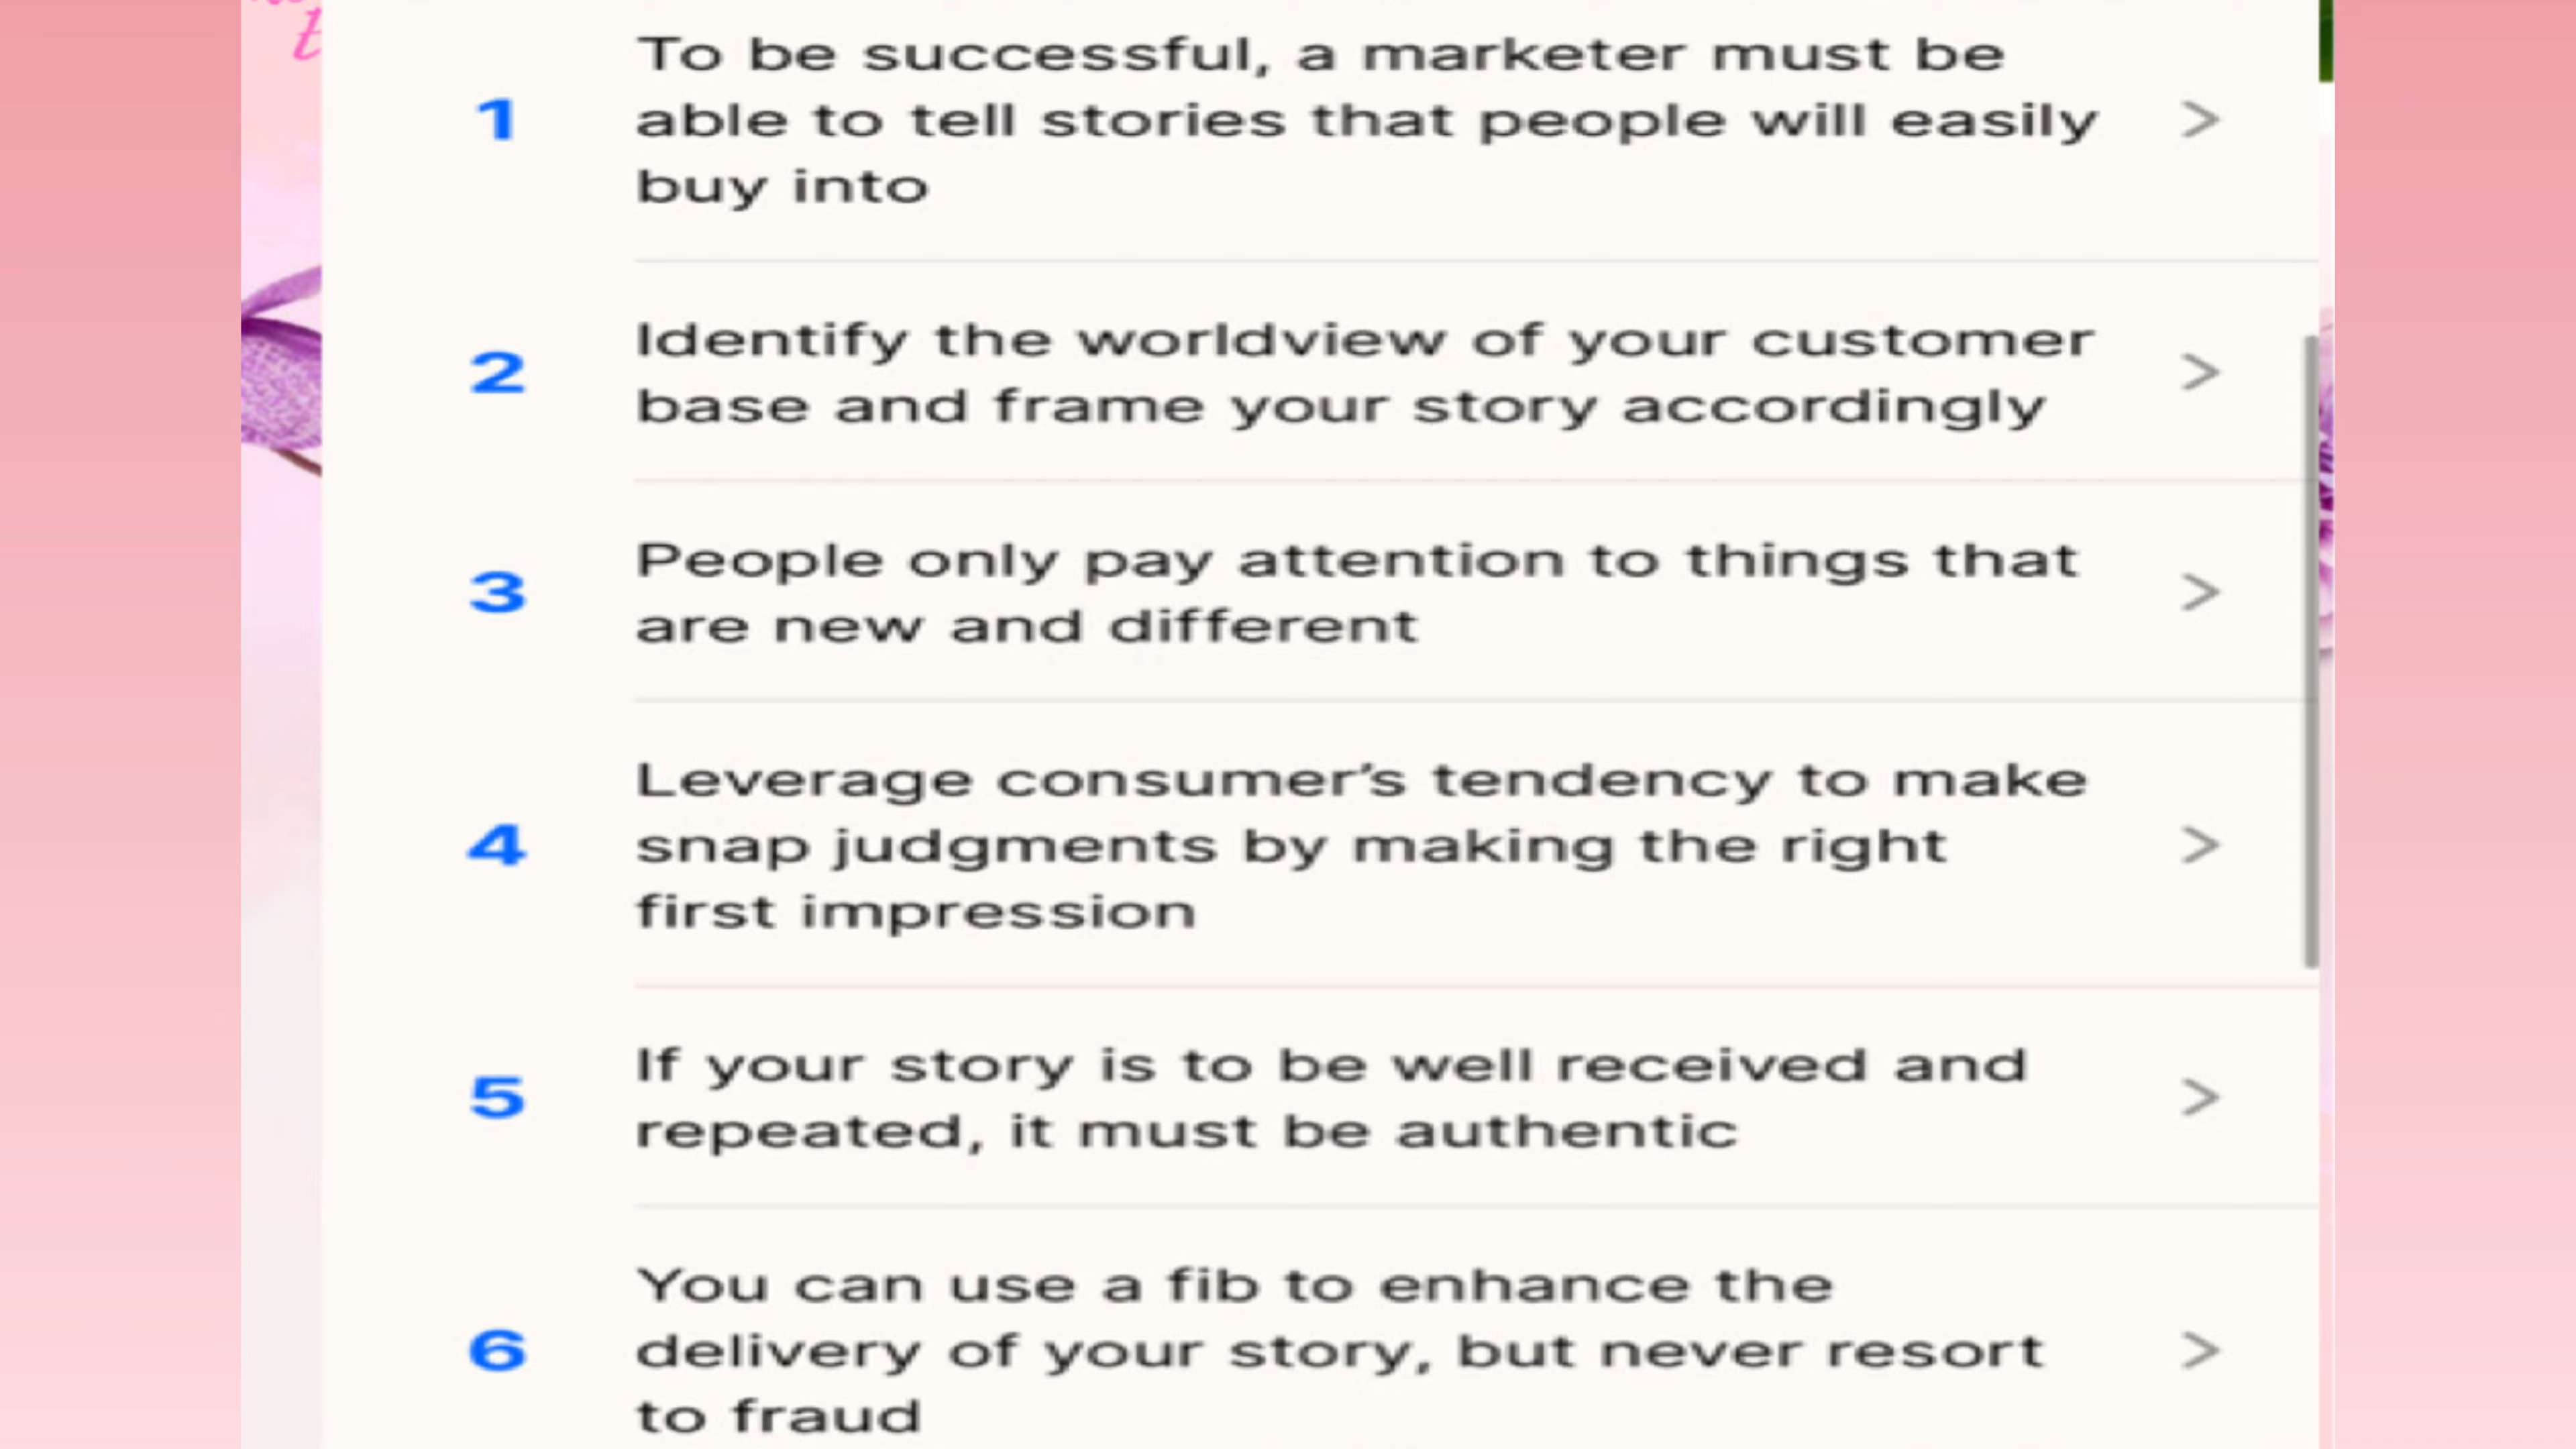 To be successful, a marketer must be
1
able to tell stories that people will easily
buy into
Identify the worldview of your customer
2
base and frame your story accordingly
People only pay attention to things that
3
are new and different
Leverage consumer’s tendency to make
4
snap judgments by making the right
first impression
If your story is to be well received and
5
repeated, it must be authentic
You can use a fib to enhance the
6
delivery of your story, but never resort
to fraud